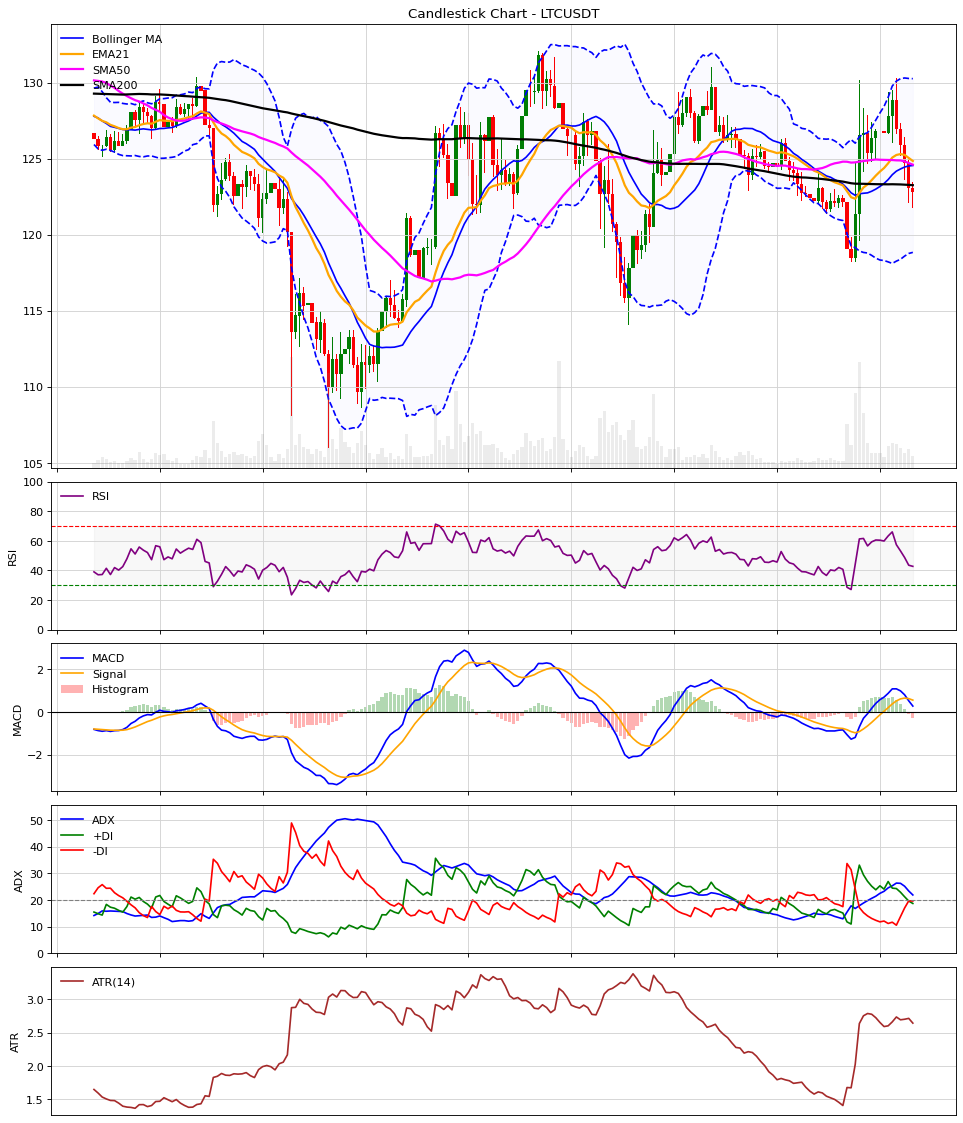 Candlestick Chart - LTCUSDT
Bollinger MA
EMA21
SMA50
SMA200
130
125
120
115
110
105
RSI
100
80
60
40
20
0
RSI
MACD
Signal
Histogram
2
0
−2
MACD
ADX
+DI
-DI
50
40
30
20
10
0
ADX
ATR(14)
3.0
2.5
2.0
1.5
ATR